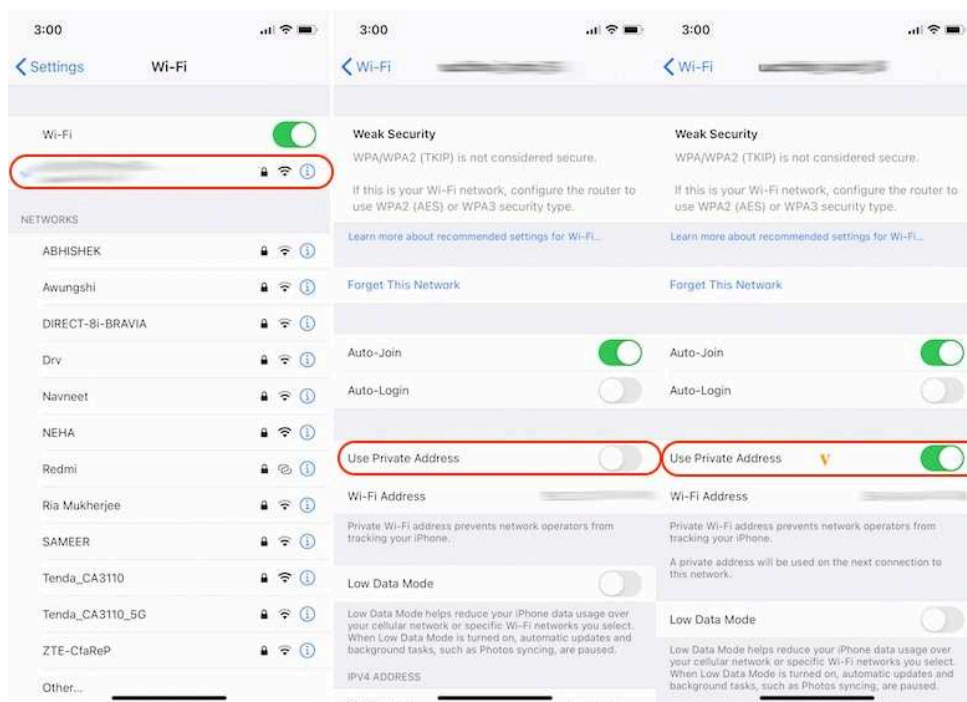 3:00
Settings
Wi-Fi
Wi-Fi
NETWORKS
ABHISHEK
Awungshi
DIRECT-8i-BRAVIA
Drv
Navneet
NEHA
Redmi
Ria Mukherjee
SAMEER
Tenda_CA3110
Tenda_CA3110_5G
ZTE-CfaReP
Other...
3:00
Wi-Fi
Weak Security
WPA/WPA2 (TKIP) is not considered secure.
If this is your Wi-Fi network, configure the router to
use WPA2 (AES) or WPA3 security type.
Learn more about recommended settings for Wi-Fi...
Forget This Network
Auto-Join
Auto-Login
Use Private Address
Wi-Fi Address
Private Wi-Fi address prevents network operators from
tracking your iPhone.
Low Data Mode
Low Data Mode helps reduce your iPhone data usage over
your cellular network or specific Wi-Fi networks you select.
When Low Data Mode is turned on, automatic updates and
background tasks, such as Photos syncing, are paused.
IPV4 ADDRESS
3:00
Wi-Fi
Weak Security
WPA/WPA2 (TKIP) is not considered secure.
If this is your Wi-Fi network, configure the router to
use WPA2 (AES) or WPA3 security type.
Learn more about recommended settings for Wi-Fi...
Forget This Network
Auto-Join
Auto-Login
Use Private Address V
Wi-Fi Address
Private Wi-Fi address prevents network operators from
tracking your iPhone.
A private address will be used on the next connection to
this network.
Low Data Mode
Low Data Mode helps reduce your iPhone data usage over
your cellular network or specific Wi-Fi networks you select.
When Low Data Mode is turned on, automatic updates and
background tasks, such as Photos syncing, are paused.